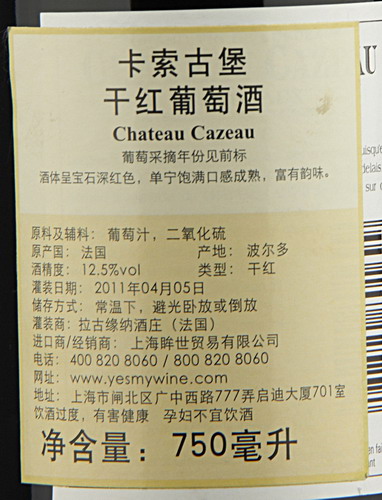 卡索古堡
干红葡萄酒
Chateau Cazeau
葡萄采摘年份见前标
酒体呈宝石深红色，单宁饱满口感成熟，富有韵味。
原料及辅料：葡萄汁，二氧化硫
原产国：法国 产地：波尔多
酒精度：12.5%vol 类型：干红
灌装日期：2011年04月05日
储存方式：常温下，避光卧放或倒放
灌装商：拉古缘纳酒庄（法国）
进口商/经销商：上海眸世贸易有限公司
电话：400 820 8060 / 800 820 8060
网址：www.yesmywine.com
地址：上海市闸北区广中西路777弄启迪大厦701室
饮酒过度，有害健康 孕妇不宜饮酒
净含量：750毫升
AU
sur